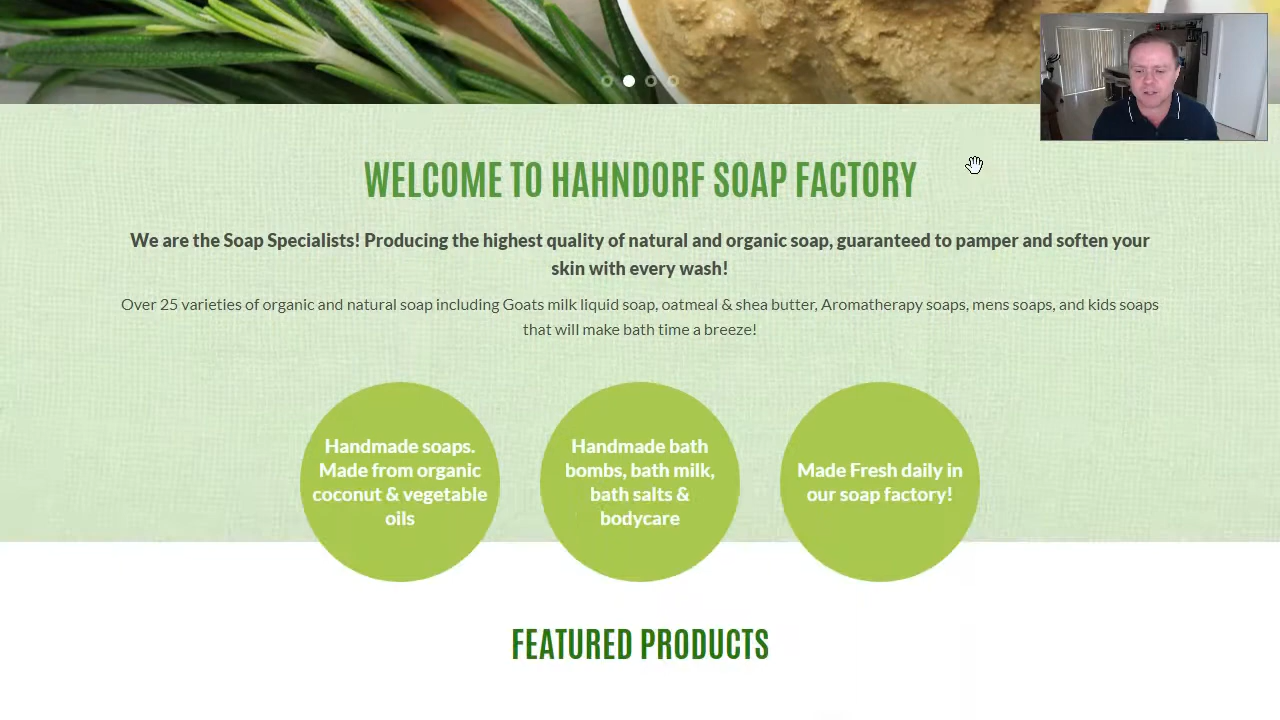 WELCOME TO HAHNDORF SOAP FACTORY
We are the Soap Specialists! Producing the highest quality of natural and organic soap, guaranteed to pamper and soften your
skin with every wash!
Over 25 varieties of organic and natural soap including Goats milk liquid soap, oatmeal & shea butter, Aromatherapy soaps, mens soaps, and kids soaps
that will make bath time a breeze!
Handmade soaps.
Made from organic
coconut & vegetable
oils
Handmade bath
bombs, bath milk,
bath salts &
bodycare
Made Fresh daily in
our soap factory!
FEATURED PRODUCTS